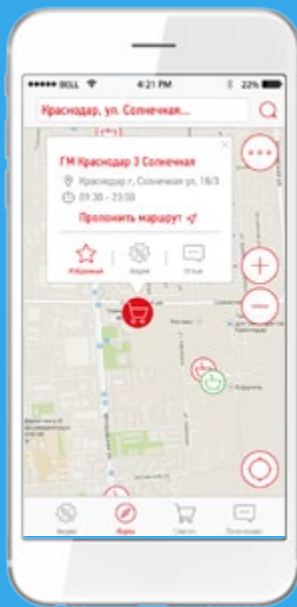 BELL 4:21 PM 22%
Краснодар, ул. Солнечная...
ГМ Краснодар 3 Солнечная
Краснодар г, Солнечная ул, 18/3
09:30 - 23:00
Проложить маршрут
Избранный Акции Отзыв
Акции Карта Список